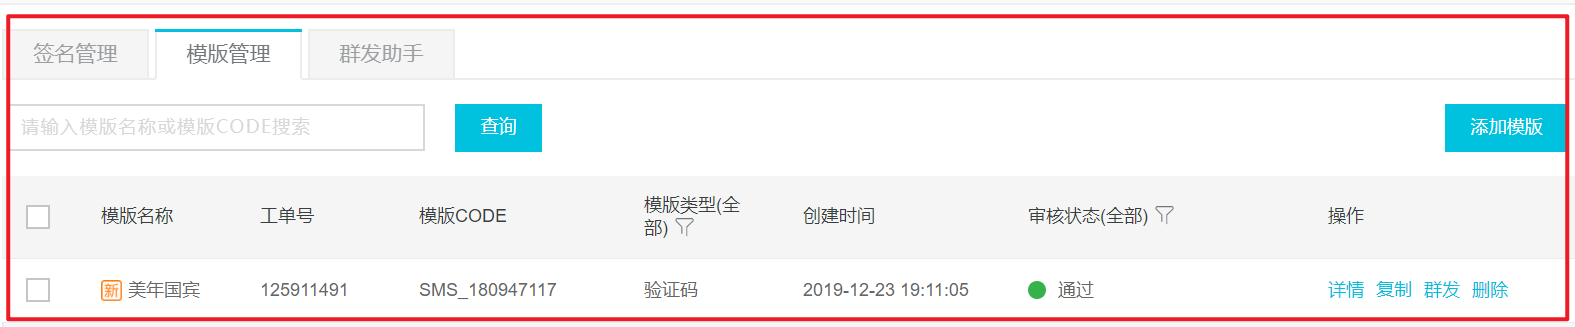 签名管理 模版管理 群发助手
请输入模版名称或模版CODE搜索 查询 添加模版
模版名称 工单号 模版CODE 模版类型(全部) 创建时间 审核状态(全部) 操作
新 美年国宾 125911491 SMS_180947117 验证码 2019-12-23 19:11:05 通过 详情 复制 群发 删除